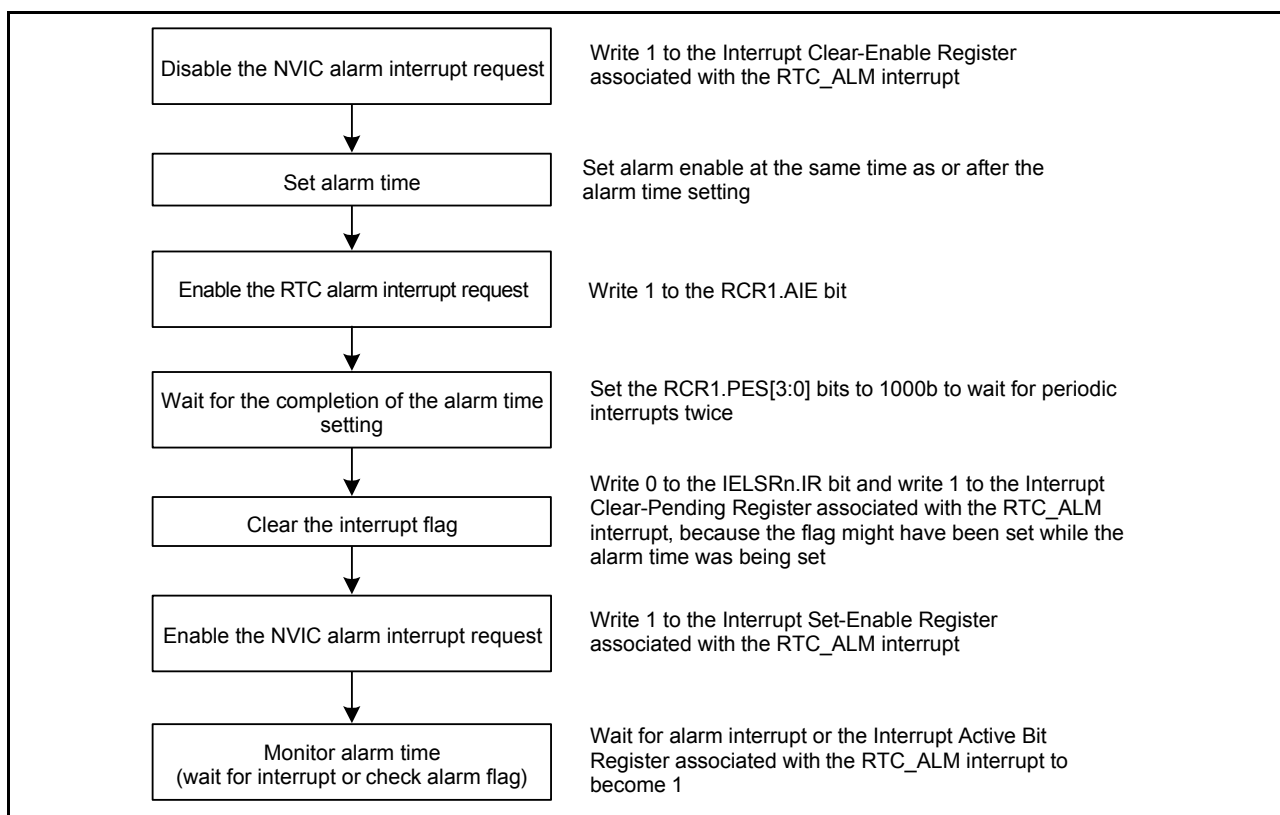 Disable the NVIC alarm interrupt request
Write 1 to the Interrupt Clear-Enable Register
associated with the RTC_ALM interrupt
Set alarm time
Set alarm enable at the same time as or after the
alarm time setting
Enable the RTC alarm interrupt request
Write 1 to the RCR1.AIE bit
Wait for the completion of the alarm time
setting
Set the RCR1.PES[3:0] bits to 1000b to wait for periodic
interrupts twice
Clear the interrupt flag
Write 0 to the IELSRn.IR bit and write 1 to the Interrupt
Clear-Pending Register associated with the RTC_ALM
interrupt, because the flag might have been set while the
alarm time was being set
Enable the NVIC alarm interrupt request
Write 1 to the Interrupt Set-Enable Register
associated with the RTC_ALM interrupt
Monitor alarm time
(wait for interrupt or check alarm flag)
Wait for alarm interrupt or the Interrupt Active Bit
Register associated with the RTC_ALM interrupt to
become 1